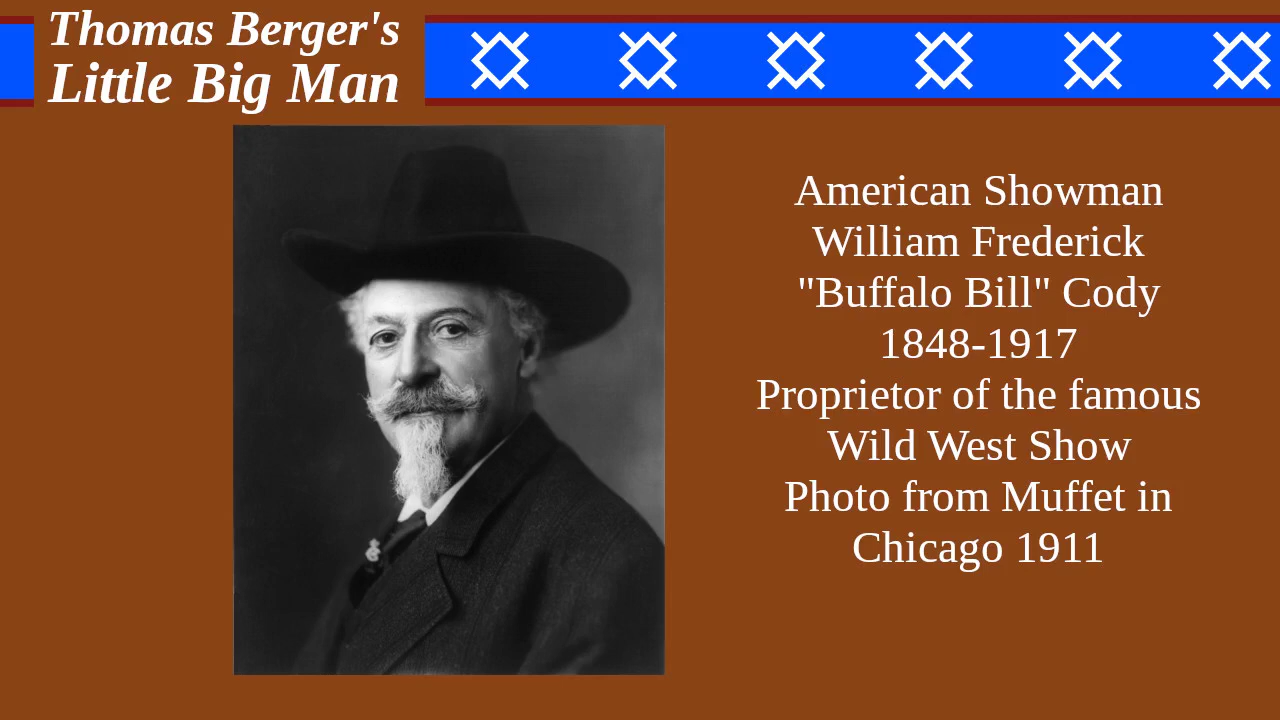 Thomas Berger's
Little Big Man
American Showman
William Frederick
"Buffalo Bill" Cody
1848-1917
Proprietor of the famous
Wild West Show
Photo from Muffet in
Chicago 1911